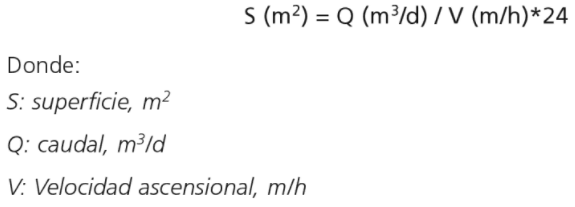 S (m²) = Q (m³/d) / V (m/h)*24
Donde:
S: superficie, m²
Q: caudal, m³/d
V: Velocidad ascensional, m/h